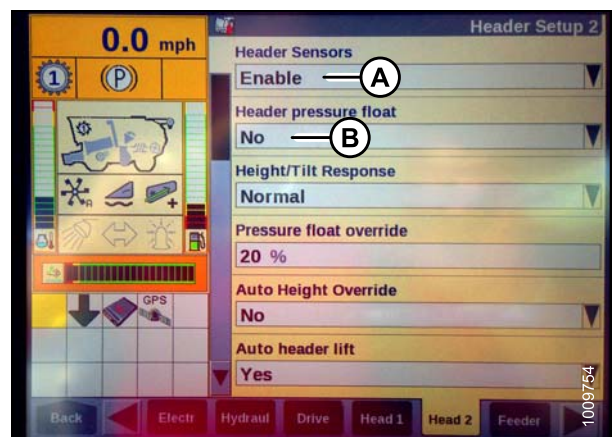 0.0 mph
Header Setup 2
1
(P)
Header Sensors
Enable
A
Header pressure float
No
B
Height/Tilt Response
Normal
Pressure float override
20 %
Auto Height Override
No
GPS
Auto header lift
Yes
Back
Electr
Hydraul
Drive
Head 1
Head 2
Feeder
1009754